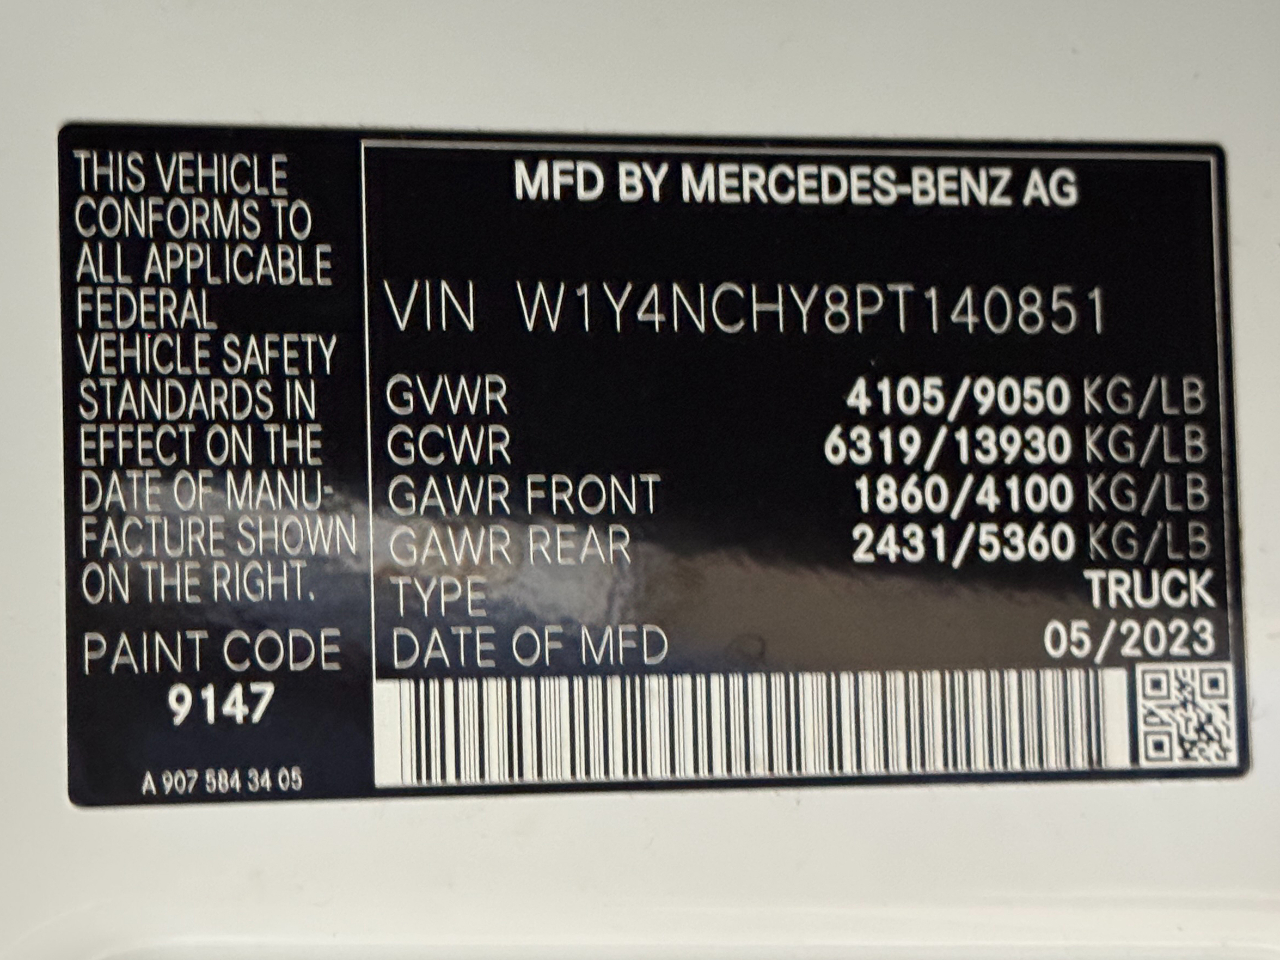 THIS VEHICLE
CONFORMS TO
ALL APPLICABLE
FEDERAL
VEHICLE SAFETY
STANDARDS IN
EFFECT ON THE
DATE OF MANU-
FACTURE SHOWN
ON THE RIGHT.
PAINT CODE
9147
A 907 584 34 05
MFD BY MERCEDES-BENZ AG
VIN W1Y4NCHY8PT140851
GVWR 4105/9050 KG/LB
GCWR 6319/13930 KG/LB
GAWR FRONT 1860/4100 KG/LB
GAWR REAR 2431/5360 KG/LB
TYPE TRUCK
DATE OF MFD 05/2023